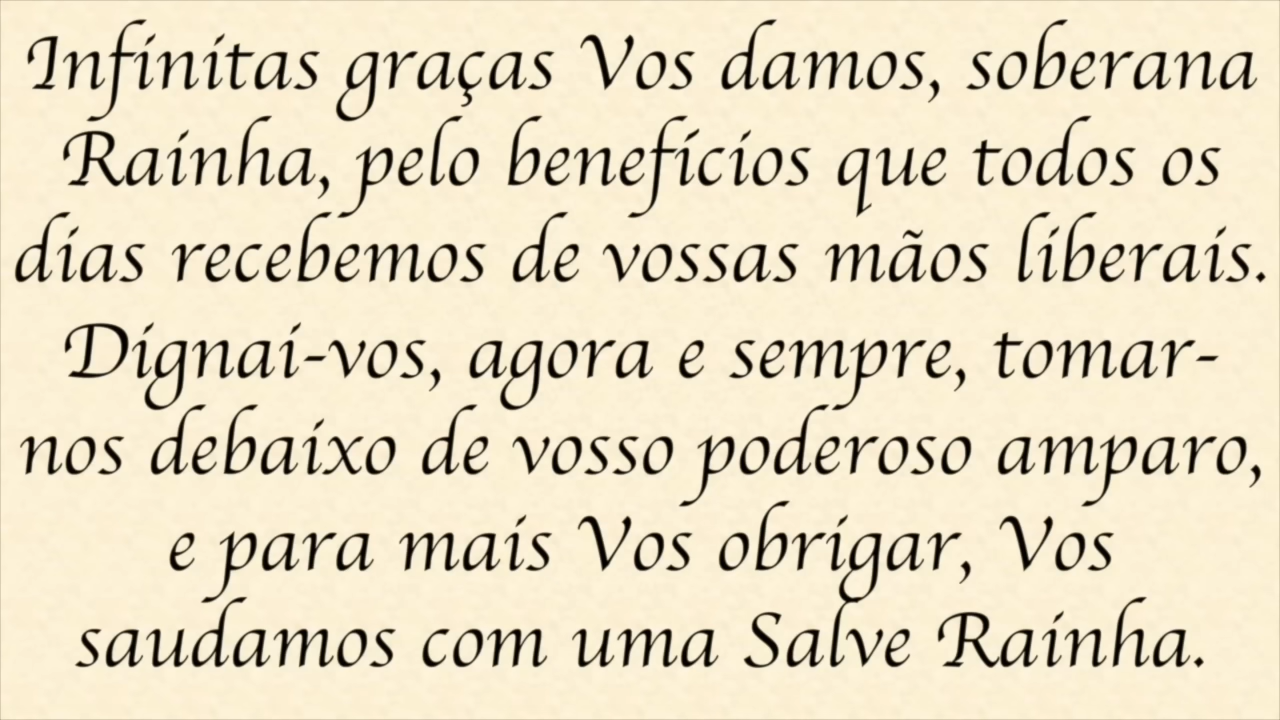 Infinitas graças Vos damos, soberana
Rainha, pelo benefícios que todos os
dias recebemos de vossas mãos liberais.
Dignai-vos, agora e sempre, tomar-
nos debaixo de vosso poderoso amparo,
e para mais Vos obrigar, Vos
saudamos com uma Salve Rainha.